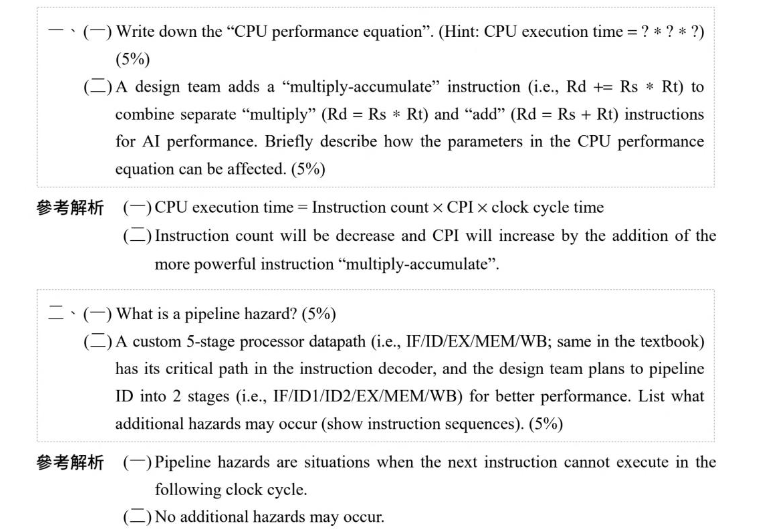 一、(一) Write down the “CPU performance equation”. (Hint: CPU execution time = ? * ? * ?)
(5%)
(二) A design team adds a “multiply-accumulate” instruction (i.e., Rd += Rs * Rt) to
combine separate “multiply” (Rd = Rs * Rt) and “add” (Rd = Rs + Rt) instructions
for AI performance. Briefly describe how the parameters in the CPU performance
equation can be affected. (5%)
參考解析 (一) CPU execution time = Instruction count × CPI × clock cycle time
(二) Instruction count will be decrease and CPI will increase by the addition of the
more powerful instruction “multiply-accumulate”.
二、(一) What is a pipeline hazard? (5%)
(二) A custom 5-stage processor datapath (i.e., IF/ID/EX/MEM/WB; same in the textbook)
has its critical path in the instruction decoder, and the design team plans to pipeline
ID into 2 stages (i.e., IF/ID1/ID2/EX/MEM/WB) for better performance. List what
additional hazards may occur (show instruction sequences). (5%)
參考解析 (一) Pipeline hazards are situations when the next instruction cannot execute in the
following clock cycle.
(二) No additional hazards may occur.